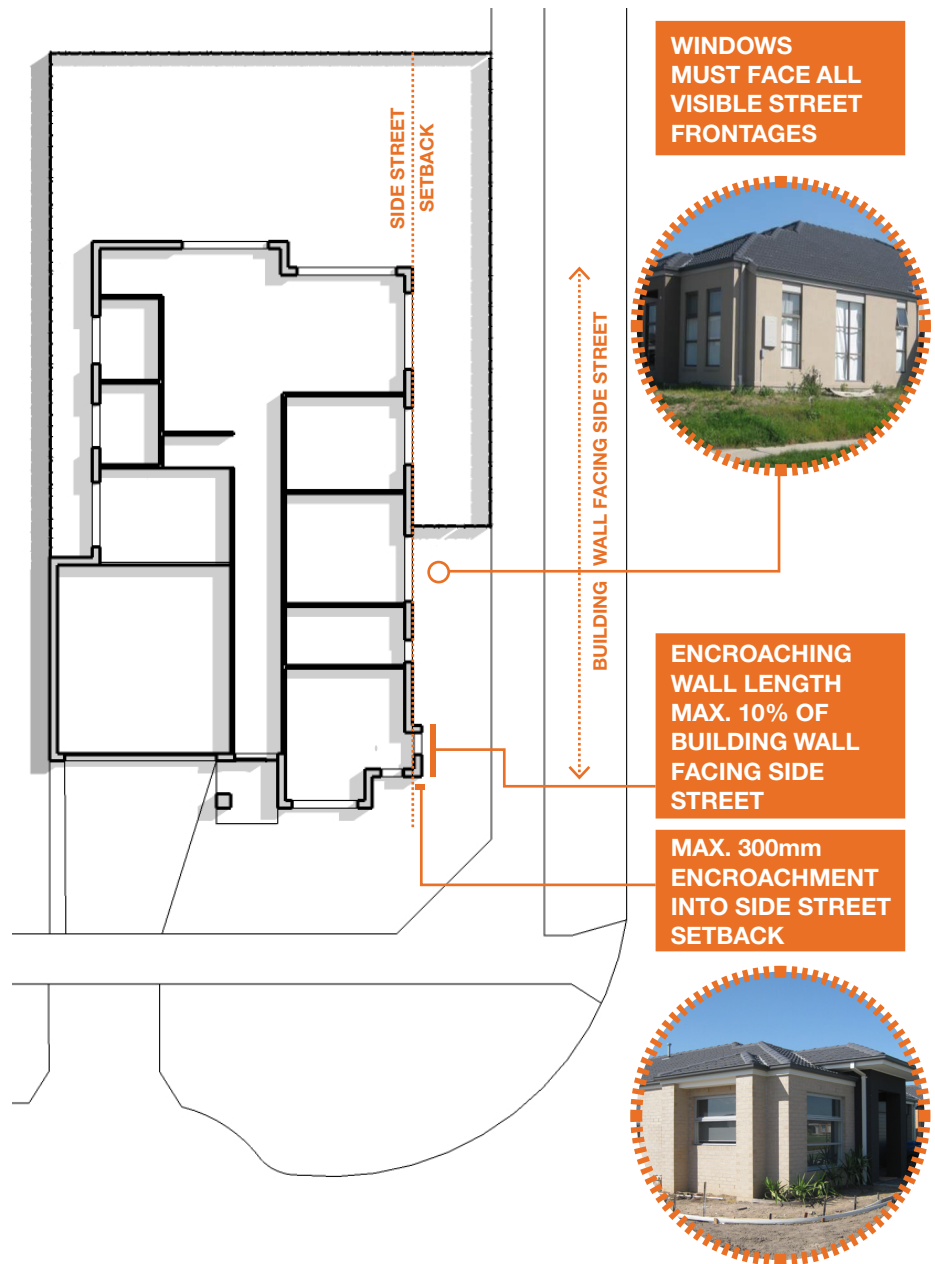 WINDOWS
MUST FACE ALL
VISIBLE STREET
FRONTAGES
SIDE STREET
SETBACK
BUILDING WALL FACING SIDE STREET
ENCROACHING
WALL LENGTH
MAX. 10% OF
BUILDING WALL
FACING SIDE
STREET
MAX. 300mm
ENCROACHMENT
INTO SIDE STREET
SETBACK